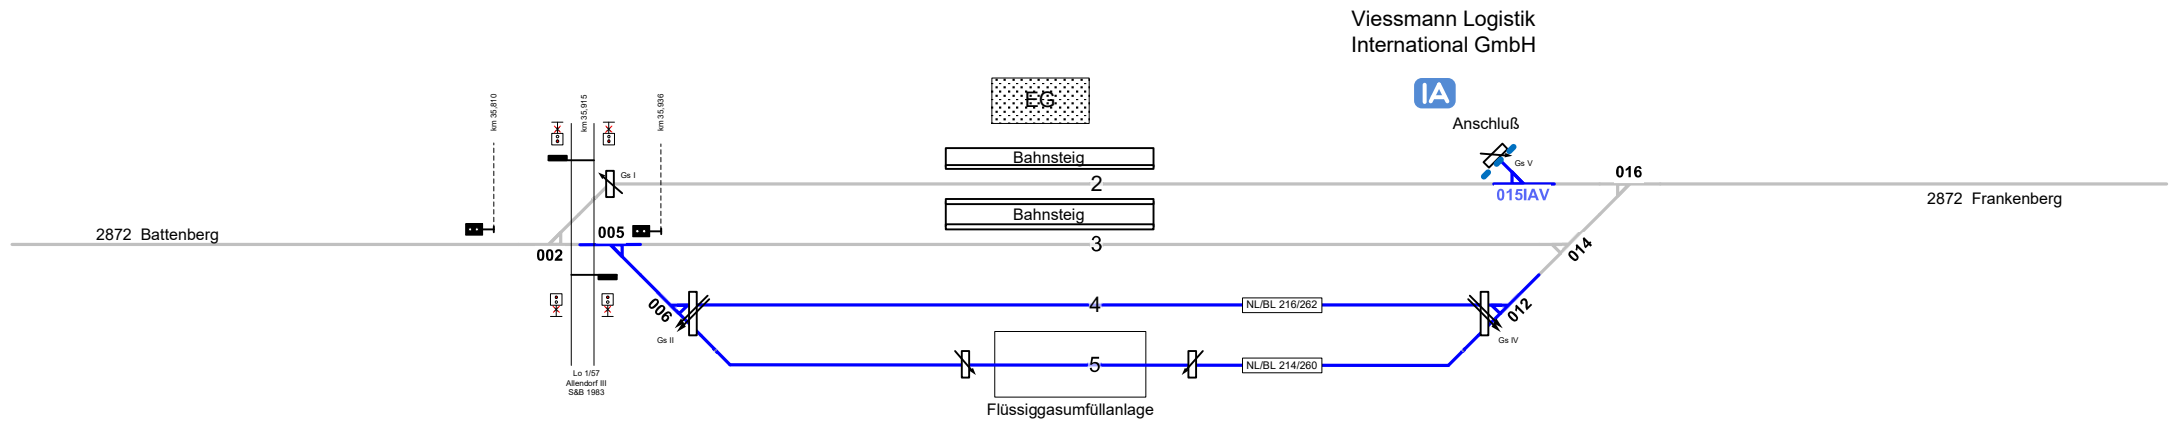 Viessmann Logistik
International GmbH
EG
IA
km 35,810
km 35,915
km 35,936
Anschluß
Bahnsteig
Gs V
Gs I
2
016
015IAV
2872 Frankenberg
Bahnsteig
2872 Battenberg
005
002
3
014
006
4
NL/BL 216/262
012
Gs II
Gs IV
5
NL/BL 214/260
Lo 1/57
Allendorf III
S&B 1983
Flüssiggasumfüllanlage